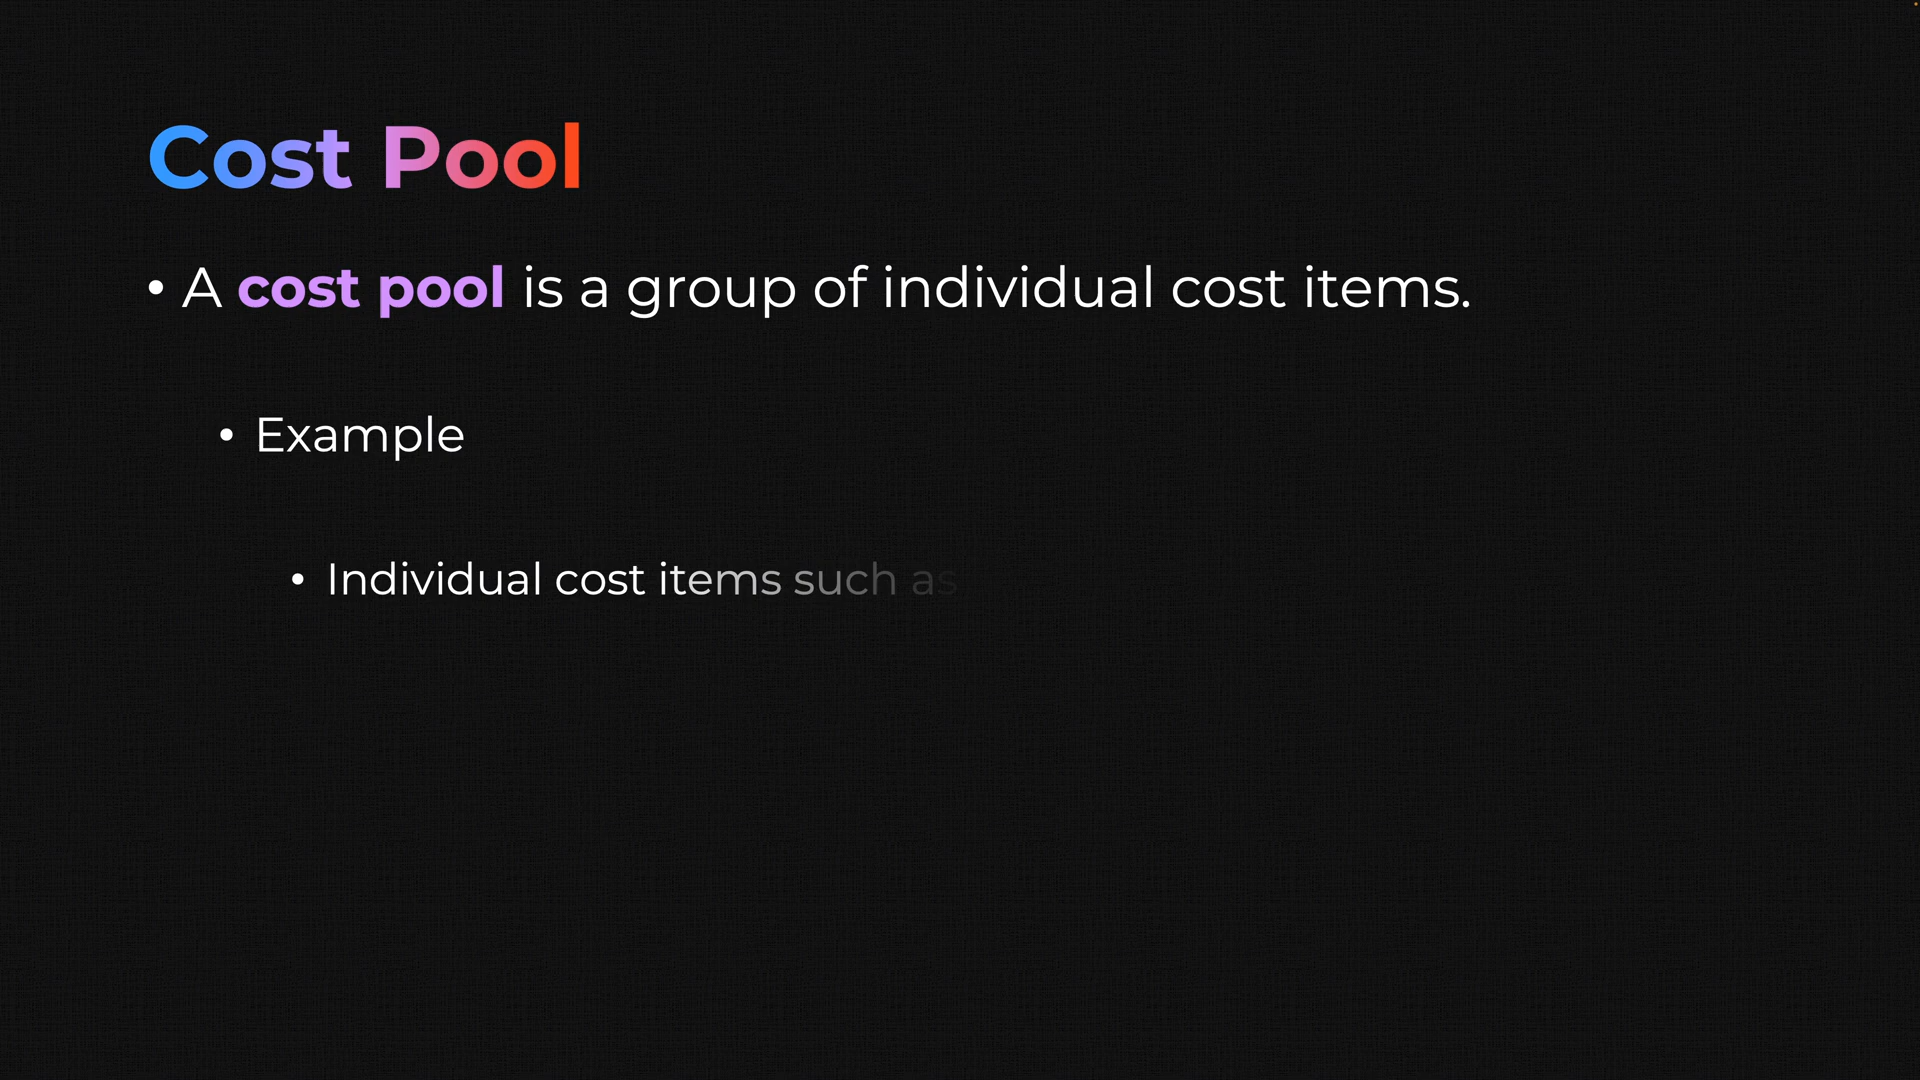 Cost Pool
• A cost pool is a group of individual cost items.
• Example
• Individual cost items such as